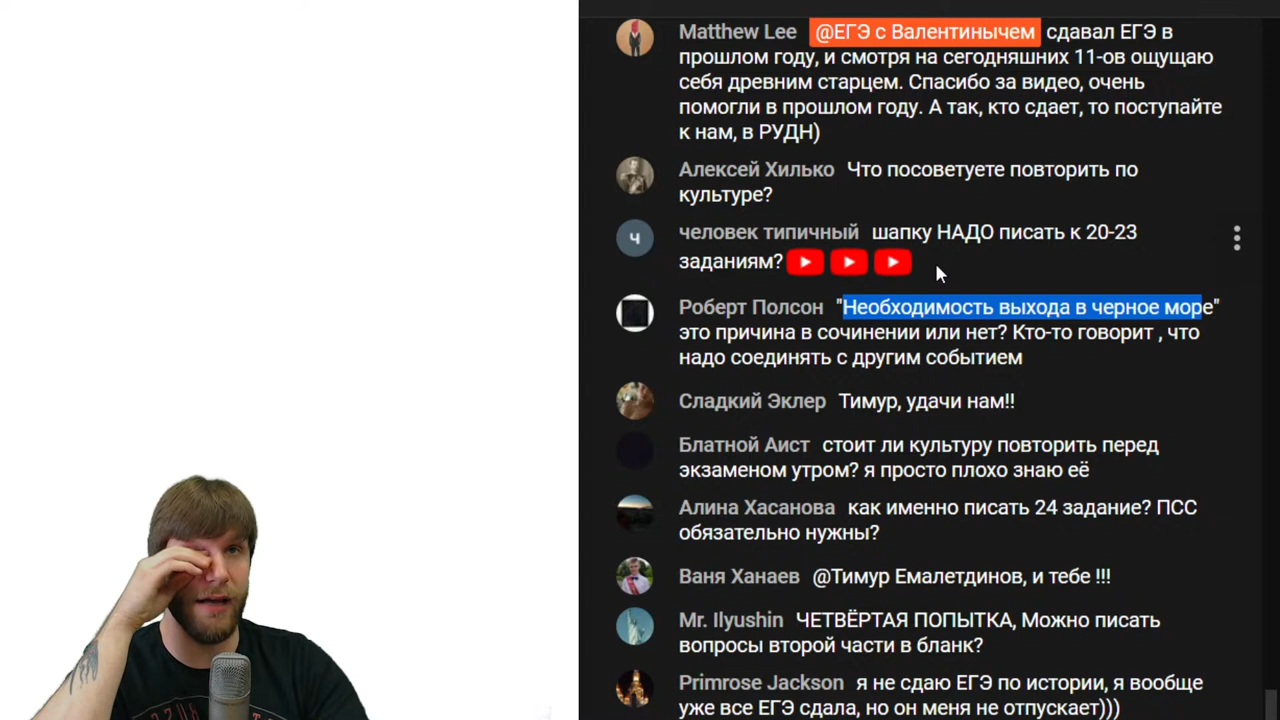 Matthew Lee @ЕГЭ с Валентинычем сдавал ЕГЭ в
прошлом году, и смотря на сегодняшних 11-ов ощущаю
себя древним старцем. Спасибо за видео, очень
помогли в прошлом году. А так, кто сдает, то поступайте
к нам, в РУДН)
Алексей Хилько Что посоветуете повторить по
культуре?
Ч
человек типичный шапку НАДО писать к 20-23
заданиям?
Роберт Полсон "Необходимость выхода в черное море"
это причина в сочинении или нет? Кто-то говорит , что
надо соединять с другим событием
Сладкий Эклер Тимур, удачи нам!!
Блатной Аист стоит ли культуру повторить перед
экзаменом утром? я просто плохо знаю её
Алина Хасанова как именно писать 24 задание? ПСС
обязательно нужны?
Ваня Ханаев @Тимур Емалетдинов, и тебе !!!
Mr. Ilyushin ЧЕТВЁРТАЯ ПОПЫТКА, Можно писать
вопросы второй части в бланк?
Primrose Jackson я не сдаю ЕГЭ по истории, я вообще
уже все ЕГЭ сдала, но он меня не отпускает)))